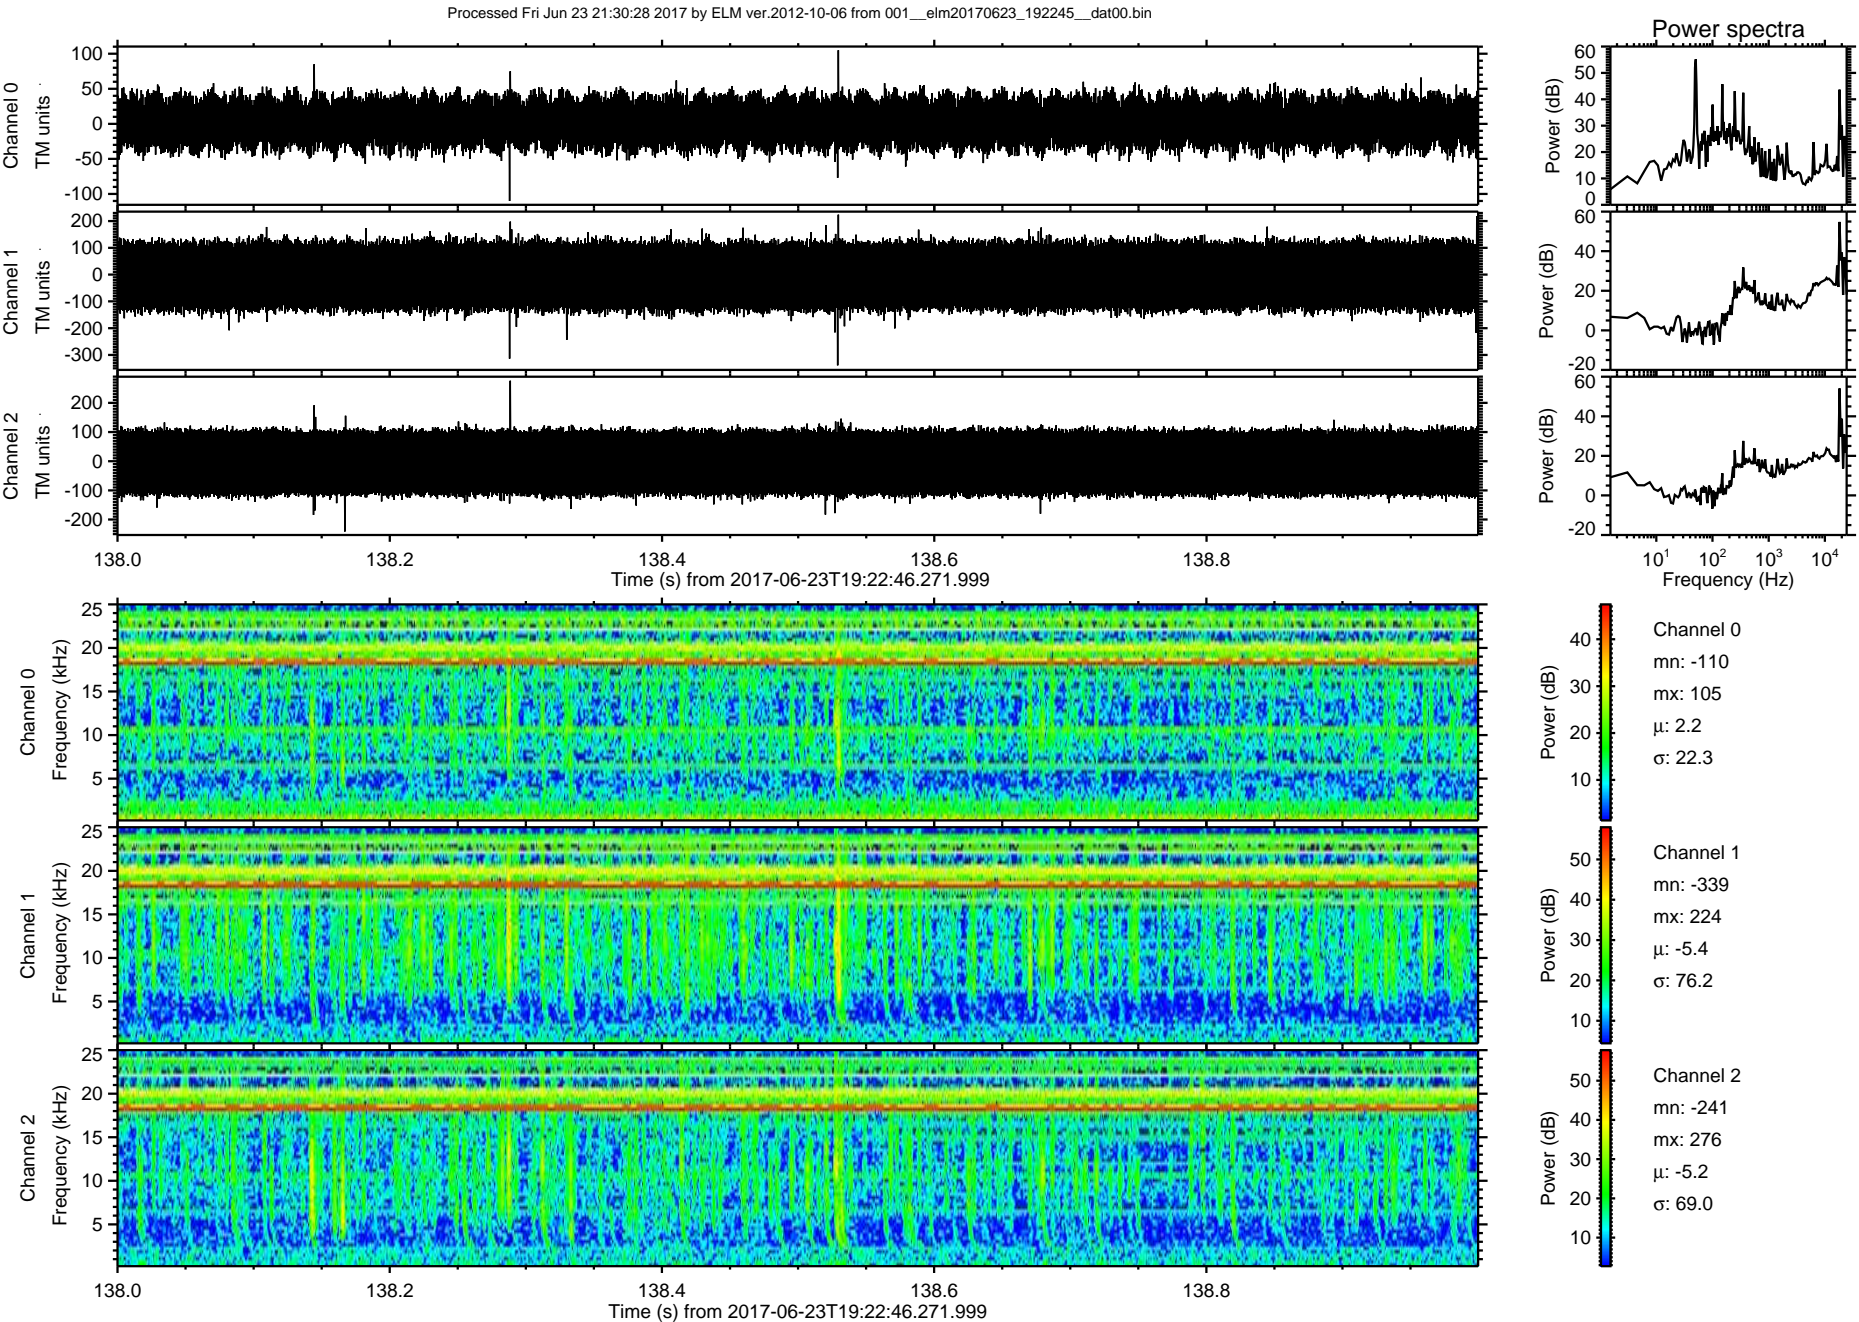 Processed Fri Jun 23 21:30:28 2017 by ELM ver.2012-10-06 from 001__elm20170623_192245__dat00.bin
Power spectra
Channel 0
TM units
100
50
0
-50
-100
Power (dB)
60
50
40
30
20
10
0
Channel 1
TM units
200
100
0
-100
-200
-300
Power (dB)
60
40
20
0
-20
Channel 2
TM units
200
100
0
-100
-200
Power (dB)
60
40
20
0
-20
138.0 138.2 138.4 138.6 138.8
Time (s) from 2017-06-23T19:22:46.271.999
10¹ 10² 10³ 10⁴
Frequency (Hz)
Channel 0
Frequency (kHz)
25
20
15
10
5
Power (dB)
40
30
20
10
Channel 0
mn: -110
mx: 105
μ: 2.2
σ: 22.3
Channel 1
Frequency (kHz)
25
20
15
10
5
Power (dB)
50
40
30
20
10
Channel 1
mn: -339
mx: 224
μ: -5.4
σ: 76.2
Channel 2
Frequency (kHz)
25
20
15
10
5
Power (dB)
50
40
30
20
10
Channel 2
mn: -241
mx: 276
μ: -5.2
σ: 69.0
138.0 138.2 138.4 138.6 138.8
Time (s) from 2017-06-23T19:22:46.271.999